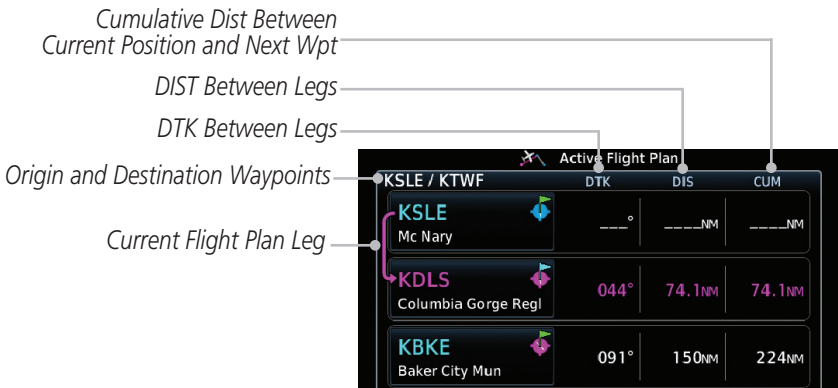 Cumulative Dist Between
Current Position and Next Wpt
DIST Between Legs
DTK Between Legs
Origin and Destination Waypoints
Current Flight Plan Leg
Active Flight Plan
KSLE / KTWF DTK DIS CUM
KSLE
Mc Nary
___° ____NM ____NM
KDLS
Columbia Gorge Regl
044° 74.1NM 74.1NM
KBKE
Baker City Mun
091° 150NM 224NM